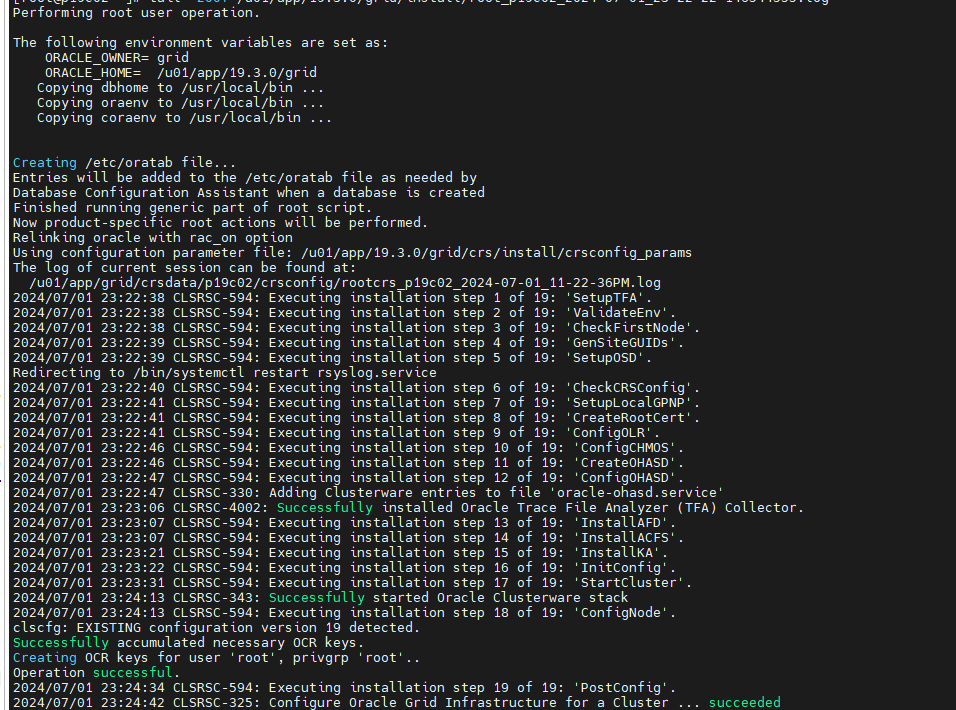 Performing root user operation.
The following environment variables are set as:
ORACLE_OWNER= grid
ORACLE_HOME= /u01/app/19.3.0/grid
Copying dbhome to /usr/local/bin ...
Copying oraenv to /usr/local/bin ...
Copying coraenv to /usr/local/bin ...
Creating /etc/oratab file...
Entries will be added to the /etc/oratab file as needed by
Database Configuration Assistant when a database is created
Finished running generic part of root script.
Now product-specific root actions will be performed.
Relinking oracle with rac_on option
Using configuration parameter file: /u01/app/19.3.0/grid/crs/install/crsconfig_params
The log of current session can be found at:
/u01/app/grid/crsdata/p19c02/crsconfig/rootcrs_p19c02_2024-07-01_11-22-36PM.log
2024/07/01 23:22:38 CLSRSC-594: Executing installation step 1 of 19: 'SetupTFA'.
2024/07/01 23:22:38 CLSRSC-594: Executing installation step 2 of 19: 'ValidateEnv'.
2024/07/01 23:22:38 CLSRSC-594: Executing installation step 3 of 19: 'CheckFirstNode'.
2024/07/01 23:22:39 CLSRSC-594: Executing installation step 4 of 19: 'GenSiteGUIDs'.
2024/07/01 23:22:39 CLSRSC-594: Executing installation step 5 of 19: 'SetupOSD'.
Redirecting to /bin/systemctl restart rsyslog.service
2024/07/01 23:22:40 CLSRSC-594: Executing installation step 6 of 19: 'CheckCRSConfig'.
2024/07/01 23:22:41 CLSRSC-594: Executing installation step 7 of 19: 'SetupLocalGPNP'.
2024/07/01 23:22:41 CLSRSC-594: Executing installation step 8 of 19: 'CreateRootCert'.
2024/07/01 23:22:41 CLSRSC-594: Executing installation step 9 of 19: 'ConfigOLR'.
2024/07/01 23:22:46 CLSRSC-594: Executing installation step 10 of 19: 'ConfigCHMOS'.
2024/07/01 23:22:46 CLSRSC-594: Executing installation step 11 of 19: 'CreateOHASD'.
2024/07/01 23:22:47 CLSRSC-594: Executing installation step 12 of 19: 'ConfigOHASD'.
2024/07/01 23:22:47 CLSRSC-330: Adding Clusterware entries to file 'oracle-ohasd.service'
2024/07/01 23:23:06 CLSRSC-4002: Successfully installed Oracle Trace File Analyzer (TFA) Collector.
2024/07/01 23:23:07 CLSRSC-594: Executing installation step 13 of 19: 'InstallAFD'.
2024/07/01 23:23:07 CLSRSC-594: Executing installation step 14 of 19: 'InstallACFS'.
2024/07/01 23:23:21 CLSRSC-594: Executing installation step 15 of 19: 'InstallKA'.
2024/07/01 23:23:22 CLSRSC-594: Executing installation step 16 of 19: 'InitConfig'.
2024/07/01 23:23:31 CLSRSC-594: Executing installation step 17 of 19: 'StartCluster'.
2024/07/01 23:24:13 CLSRSC-343: Successfully started Oracle Clusterware stack
2024/07/01 23:24:13 CLSRSC-594: Executing installation step 18 of 19: 'ConfigNode'.
clscfg: EXISTING configuration version 19 detected.
Successfully accumulated necessary OCR keys.
Creating OCR keys for user 'root', privgrp 'root'..
Operation successful.
2024/07/01 23:24:34 CLSRSC-594: Executing installation step 19 of 19: 'PostConfig'.
2024/07/01 23:24:42 CLSRSC-325: Configure Oracle Grid Infrastructure for a Cluster ... succeeded